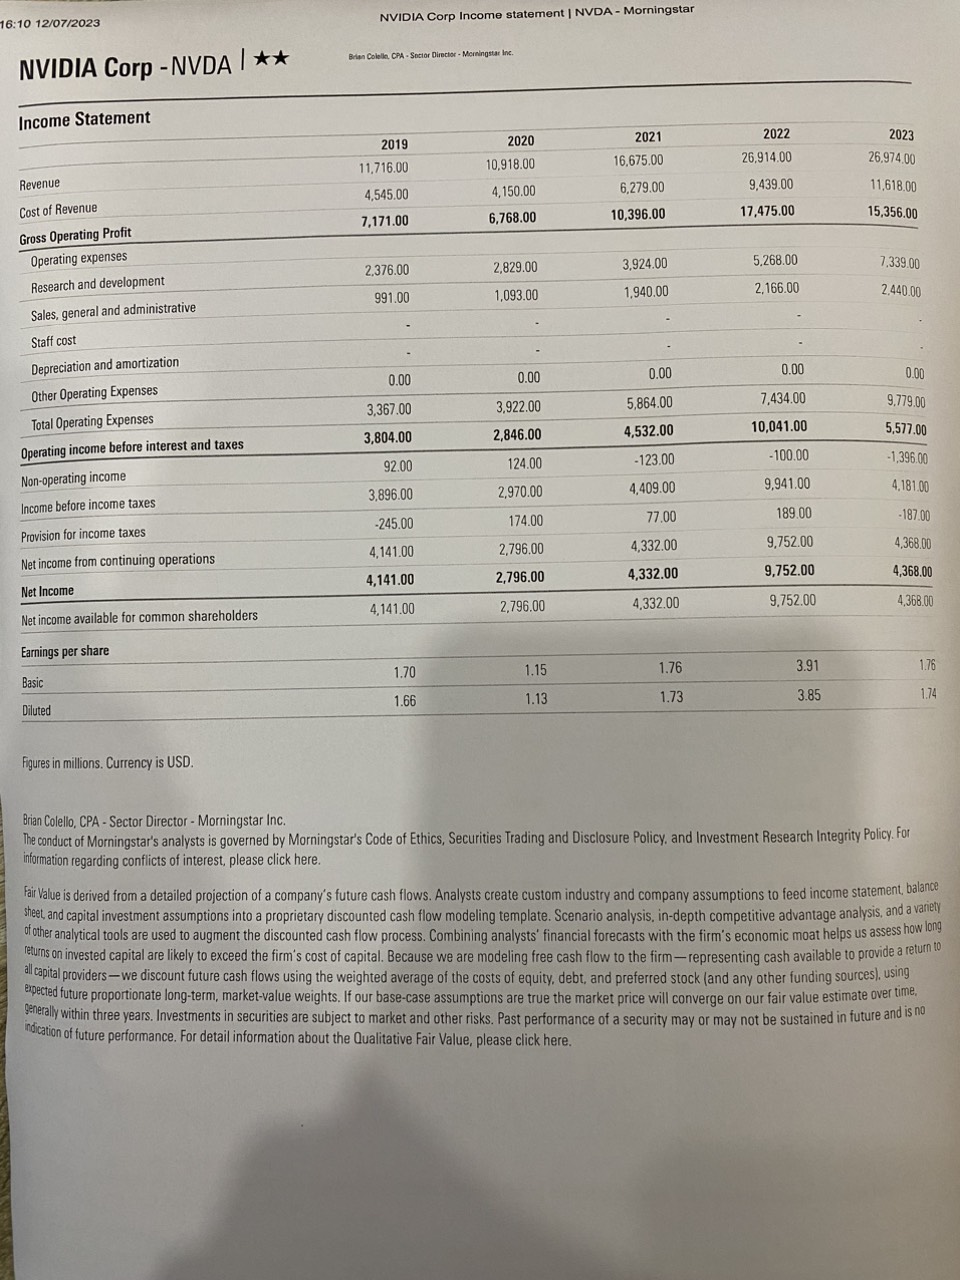 16:10 12/07/2023
NVIDIA Corp Income statement | NVDA - Morningstar
NVIDIA Corp - NVDA | ★★
Brian Colello, CPA - Sector Director - Morningstar Inc.
Income Statement
2019 2020 2021 2022 2023
Revenue 11,716.00 10,918.00 16,675.00 26,914.00 26,974.00
Cost of Revenue 4,545.00 4,150.00 6,279.00 9,439.00 11,618.00
Gross Operating Profit 7,171.00 6,768.00 10,396.00 17,475.00 15,356.00
Operating expenses
Research and development 2,376.00 2,829.00 3,924.00 5,268.00 7,339.00
Sales, general and administrative 991.00 1,093.00 1,940.00 2,166.00 2,440.00
Staff cost - - - - -
Depreciation and amortization - - - - -
Other Operating Expenses 0.00 0.00 0.00 0.00 0.00
Total Operating Expenses 3,367.00 3,922.00 5,864.00 7,434.00 9,779.00
Operating income before interest and taxes 3,804.00 2,846.00 4,532.00 10,041.00 5,577.00
Non-operating income 92.00 124.00 -123.00 -100.00 -1,396.00
Income before income taxes 3,896.00 2,970.00 4,409.00 9,941.00 4,181.00
Provision for income taxes -245.00 174.00 77.00 189.00 -187.00
Net income from continuing operations 4,141.00 2,796.00 4,332.00 9,752.00 4,368.00
Net Income 4,141.00 2,796.00 4,332.00 9,752.00 4,368.00
Net income available for common shareholders 4,141.00 2,796.00 4,332.00 9,752.00 4,368.00
Earnings per share
Basic 1.70 1.15 1.76 3.91 1.76
Diluted 1.66 1.13 1.73 3.85 1.74
Figures in millions. Currency is USD.
Brian Colello, CPA - Sector Director - Morningstar Inc.
The conduct of Morningstar's analysts is governed by Morningstar's Code of Ethics, Securities Trading and Disclosure Policy, and Investment Research Integrity Policy. For
information regarding conflicts of interest, please click here.
Fair Value is derived from a detailed projection of a company's future cash flows. Analysts create custom industry and company assumptions to feed income statement, balance
sheet, and capital investment assumptions into a proprietary discounted cash flow modeling template. Scenario analysis, in-depth competitive advantage analysis, and a variety
of other analytical tools are used to augment the discounted cash flow process. Combining analysts' financial forecasts with the firm's economic moat helps us assess how long
returns on invested capital are likely to exceed the firm's cost of capital. Because we are modeling free cash flow to the firm—representing cash available to provide a return to
all capital providers—we discount future cash flows using the weighted average of the costs of equity, debt, and preferred stock (and any other funding sources), using
expected future proportionate long-term, market-value weights. If our base-case assumptions are true the market price will converge on our fair value estimate over time,
generally within three years. Investments in securities are subject to market and other risks. Past performance of a security may or may not be sustained in future and is no
indication of future performance. For detail information about the Qualitative Fair Value, please click here.